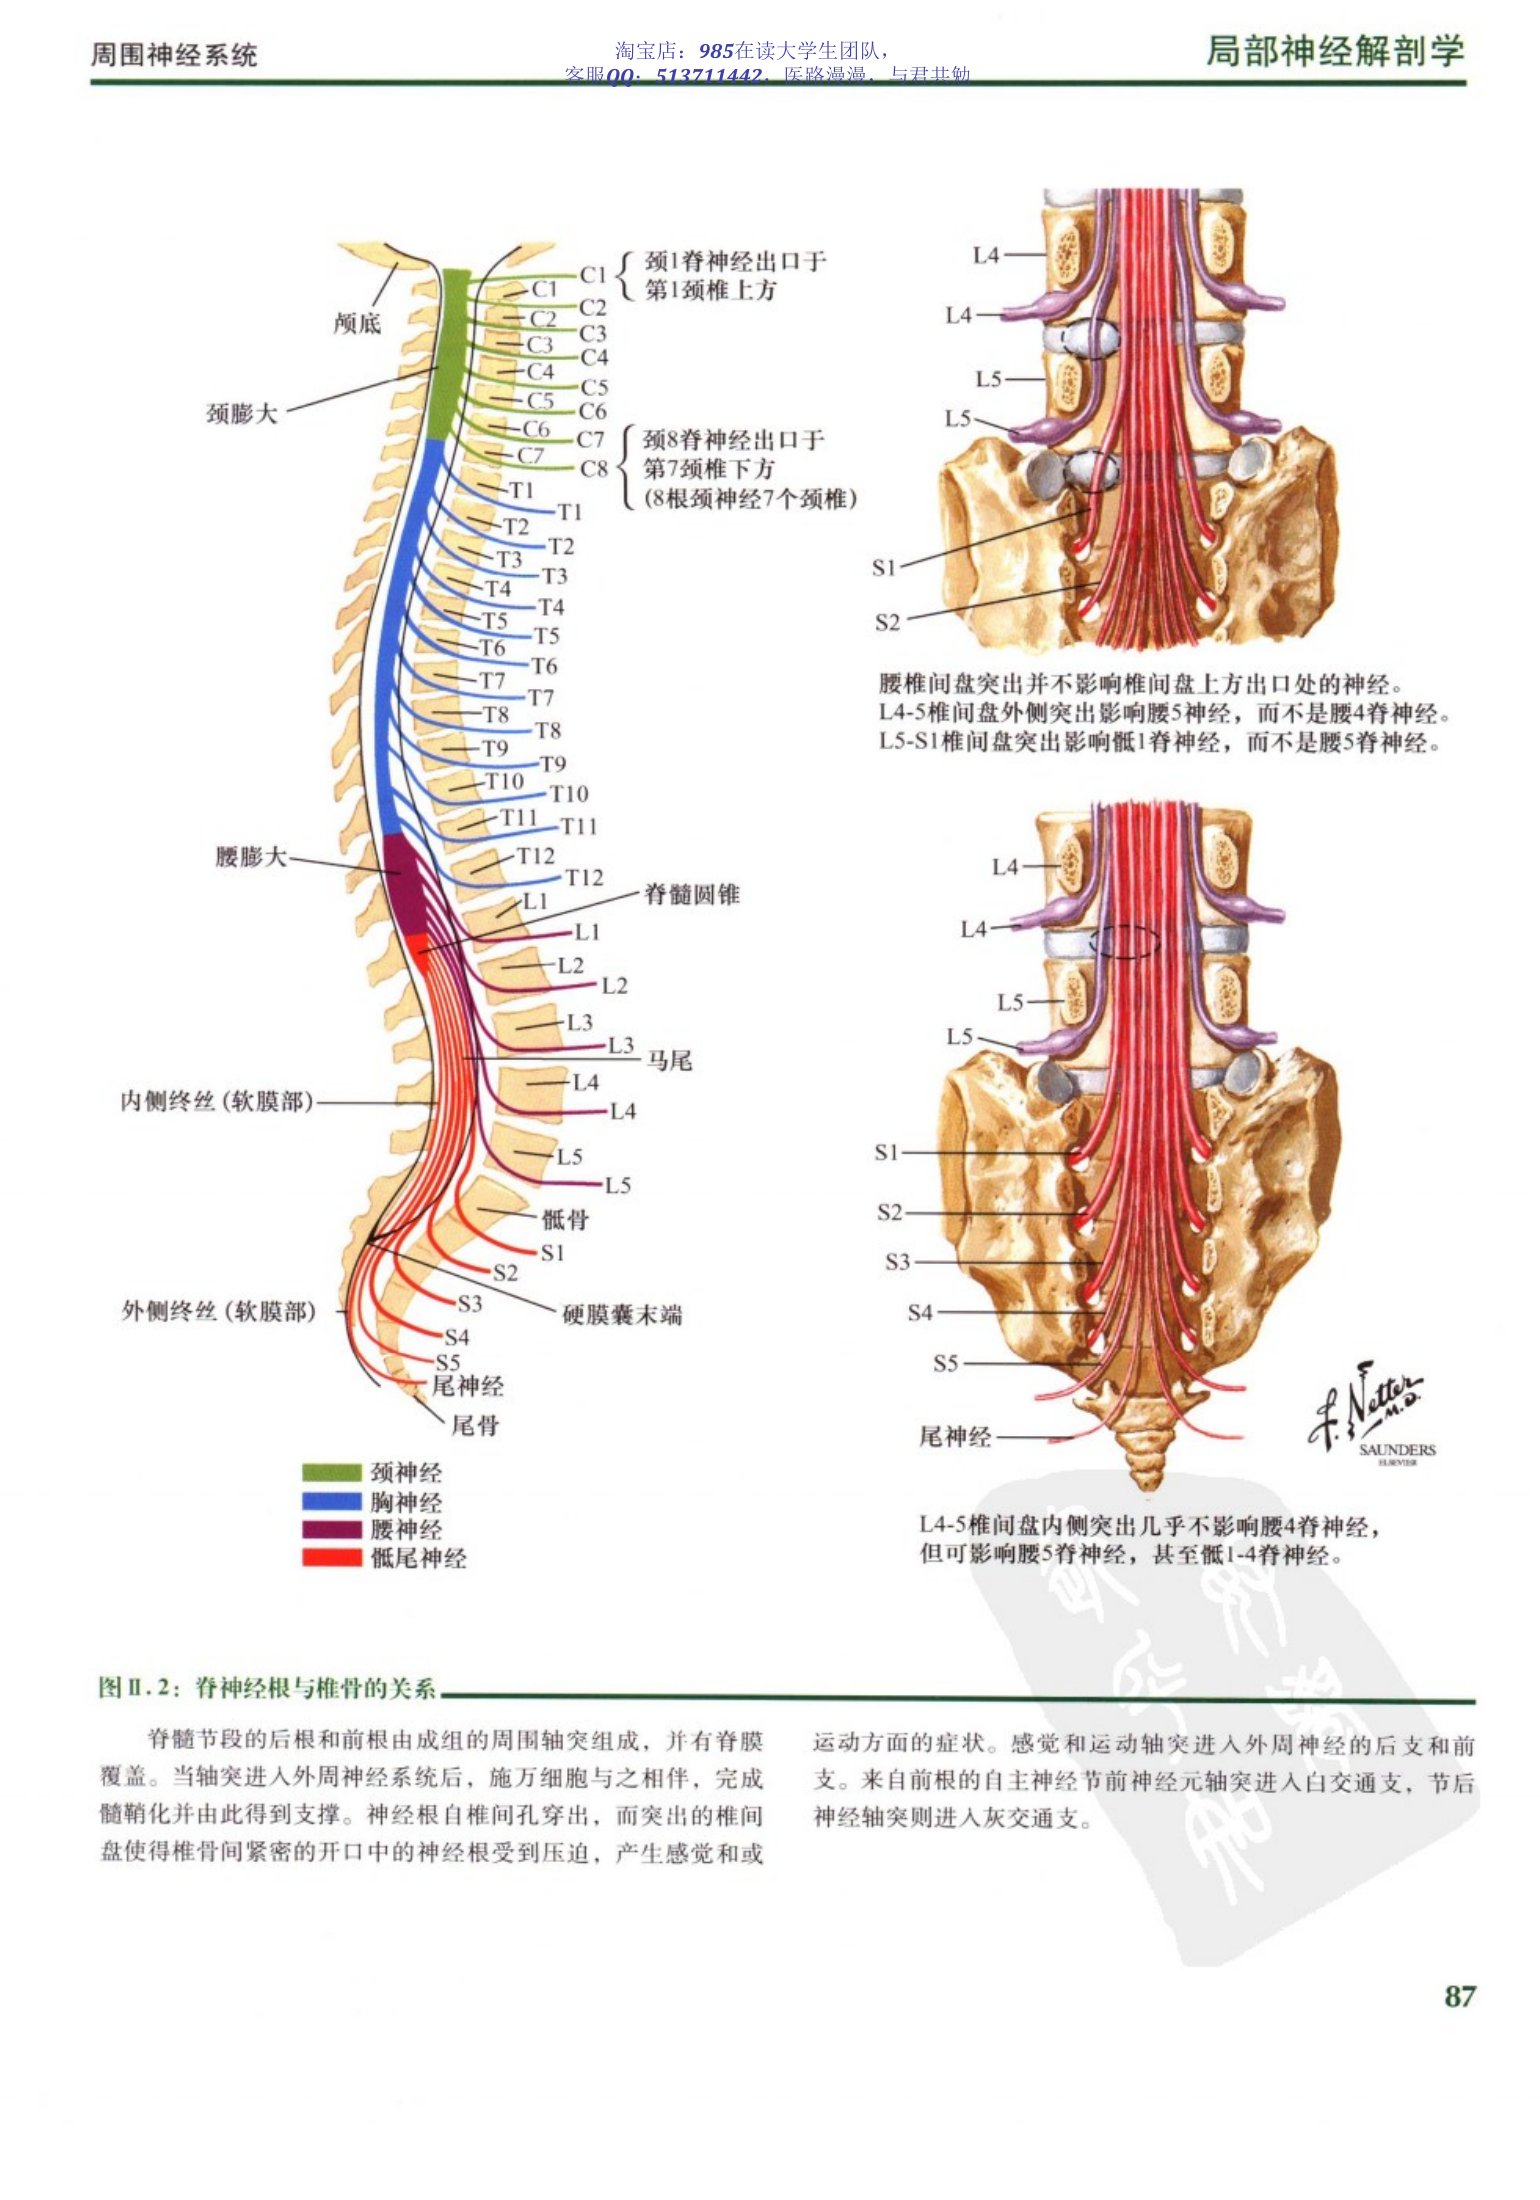 周围神经系统
淘宝店：985在读大学生团队，
客服QQ：513711442，医路漫漫，与君共勉
局部神经解剖学
颅底
颈膨大
腰膨大
内侧终丝(软膜部)
外侧终丝(软膜部)
C1
C2
C3
C4
C5
C6
C7
T1
T2
T3
T4
T5
T6
T7
T8
T9
T10
T11
T12
L1
L2
L3
L4
L5
骶骨
C1
C2
C3
C4
C5
C6
C7
C8
T1
T2
T3
T4
T5
T6
T7
T8
T9
T10
T11
T12
L1
L2
L3
L4
L5
S1
S2
S3
S4
S5
尾神经
尾骨
颈1脊神经出口于
第1颈椎上方
颈8脊神经出口于
第7颈椎下方
(8根颈神经7个颈椎)
脊髓圆锥
马尾
硬膜囊末端
颈神经
胸神经
腰神经
骶尾神经
L4
L4
L5
L5
S1
S2
腰椎间盘突出并不影响椎间盘上方出口处的神经。
L4-5椎间盘外侧突出影响腰5神经，而不是腰4脊神经。
L5-S1椎间盘突出影响骶1脊神经，而不是腰5脊神经。
L4
L4
L5
L5
S1
S2
S3
S4
S5
尾神经
F. Netter
M.D.
SAUNDERS
ELSEVIER
L4-5椎间盘内侧突出几乎不影响腰4脊神经，
但可影响腰5脊神经，甚至骶1-4脊神经。
图Ⅱ.2：脊神经根与椎骨的关系
脊髓节段的后根和前根由成组的周围轴突组成，并有脊膜
覆盖。当轴突进入外周神经系统后，施万细胞与之相伴，完成
髓鞘化并由此得到支撑。神经根自椎间孔穿出，而突出的椎间
盘使得椎骨间紧密的开口中的神经根受到压迫，产生感觉和或
运动方面的症状。感觉和运动轴突进入外周神经的后支和前
支。来自前根的自主神经节前神经元轴突进入白交通支，节后
神经轴突则进入灰交通支。
87